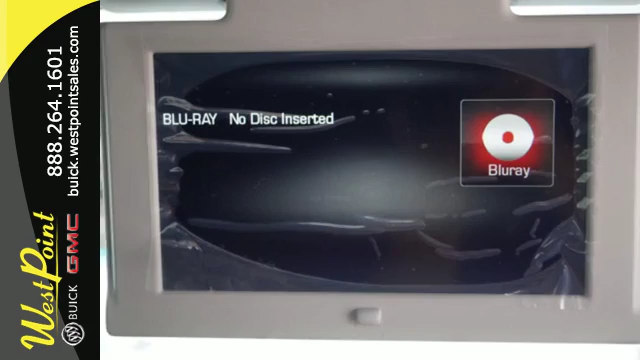 888.264.1601
buick.westpointsales.com
WestPoint
BUICK GMC
BLU-RAY No Disc Inserted
Bluray